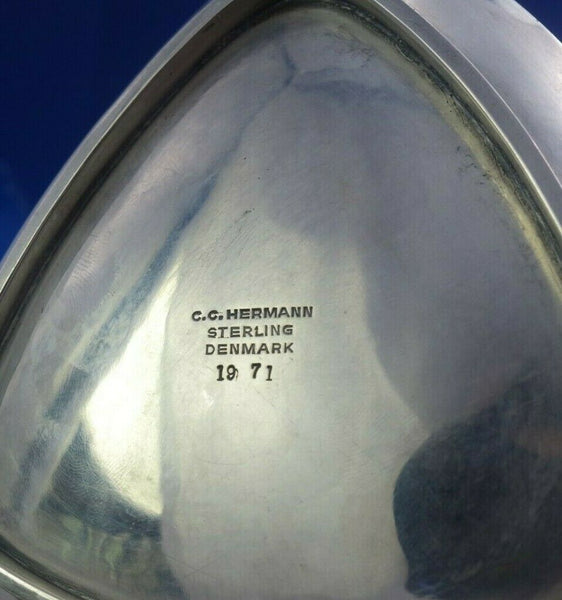 C.C. HERMANN
STERLING
DENMARK
19 71